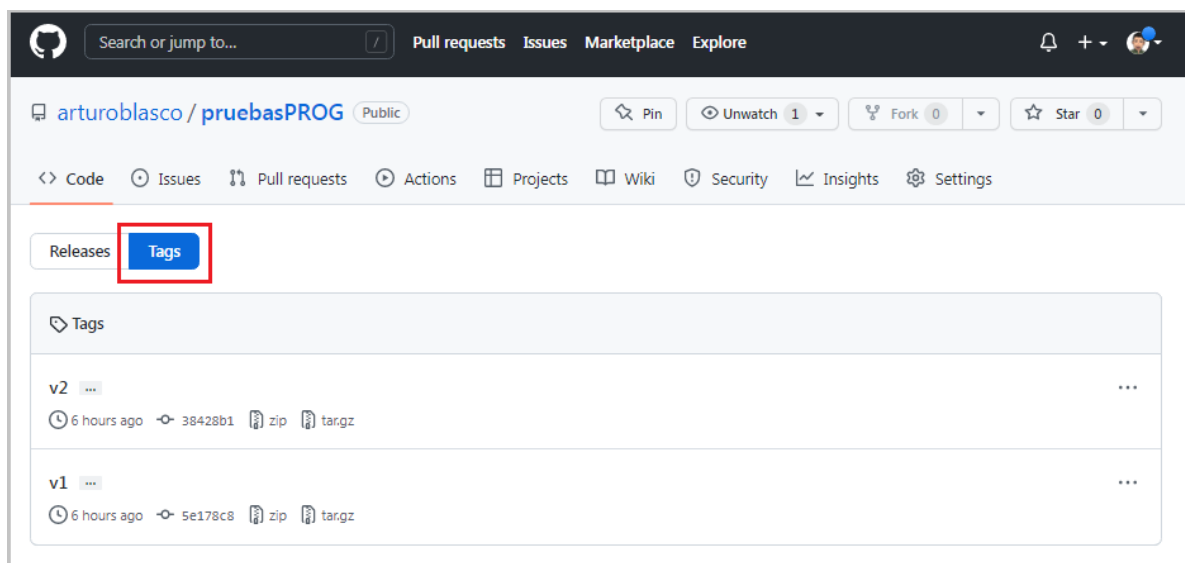 Search or jump to... / Pull requests Issues Marketplace Explore
arturoblasco / pruebasPROG Public Pin Unwatch 1 Fork 0 Star 0
<> Code Issues Pull requests Actions Projects Wiki Security Insights Settings
Releases Tags
Tags
v2 ...
6 hours ago 38428b1 zip tar.gz
v1 ...
6 hours ago 5e178c8 zip tar.gz